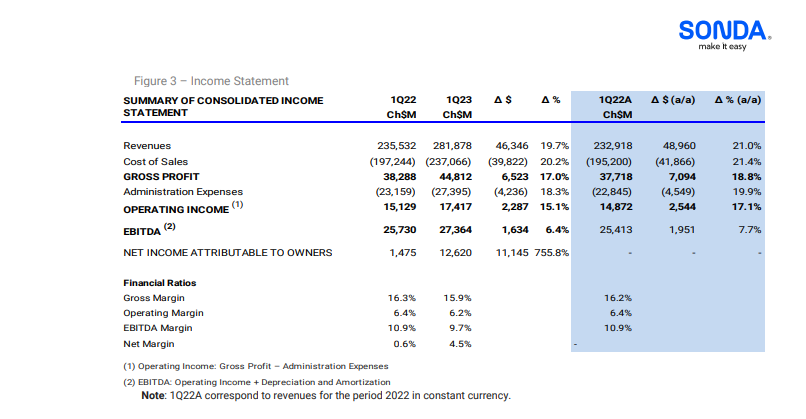 SONDA®
make it easy
Figure 3 – Income Statement
SUMMARY OF CONSOLIDATED INCOME STATEMENT 1Q22 1Q23 Δ $ Δ % 1Q22A Δ $ (a/a) Δ % (a/a)
Ch$M Ch$M Ch$M
Revenues 235,532 281,878 46,346 19.7% 232,918 48,960 21.0%
Cost of Sales (197,244) (237,066) (39,822) 20.2% (195,200) (41,866) 21.4%
GROSS PROFIT 38,288 44,812 6,523 17.0% 37,718 7,094 18.8%
Administration Expenses (23,159) (27,395) (4,236) 18.3% (22,845) (4,549) 19.9%
OPERATING INCOME (1) 15,129 17,417 2,287 15.1% 14,872 2,544 17.1%
EBITDA (2) 25,730 27,364 1,634 6.4% 25,413 1,951 7.7%
NET INCOME ATTRIBUTABLE TO OWNERS 1,475 12,620 11,145 755.8% - - -
Financial Ratios
Gross Margin 16.3% 15.9% 16.2%
Operating Margin 6.4% 6.2% 6.4%
EBITDA Margin 10.9% 9.7% 10.9%
Net Margin 0.6% 4.5% -
(1) Operating Income: Gross Profit – Administration Expenses
(2) EBITDA: Operating Income + Depreciation and Amortization
Note: 1Q22A correspond to revenues for the period 2022 in constant currency.